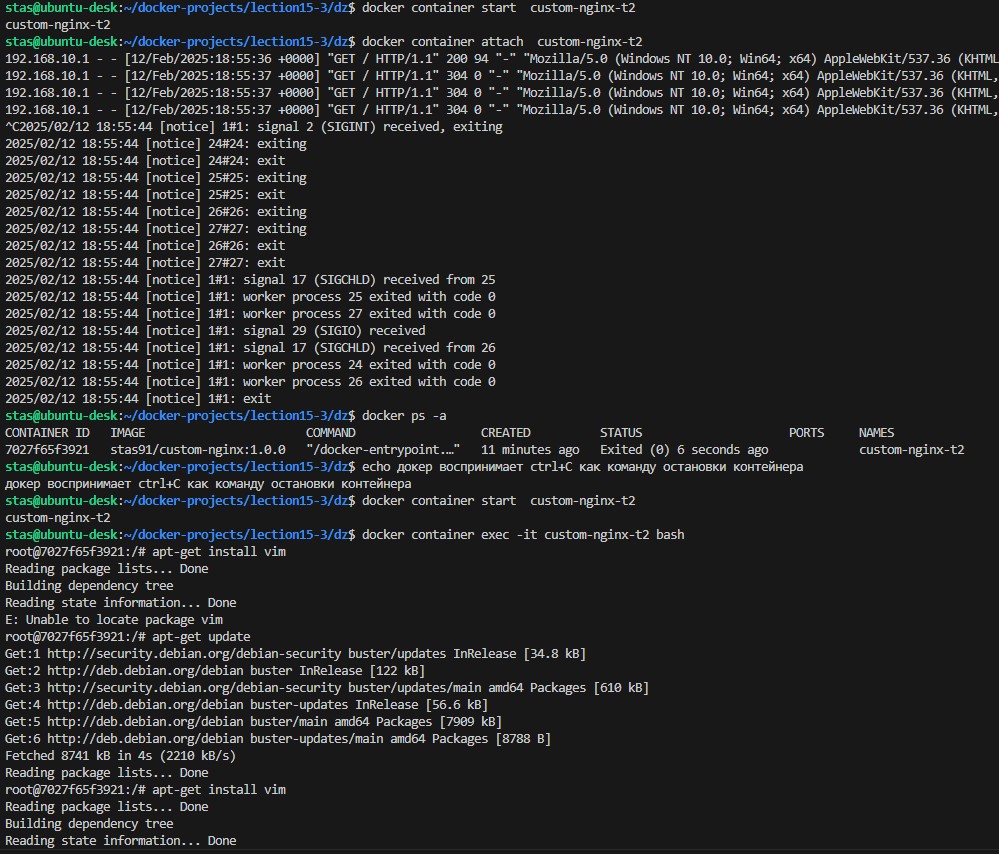 stas@ubuntu-desk:~/docker-projects/lection15-3/dz$ docker container start  custom-nginx-t2
custom-nginx-t2
stas@ubuntu-desk:~/docker-projects/lection15-3/dz$ docker container attach  custom-nginx-t2
192.168.10.1 - - [12/Feb/2025:18:55:36 +0000] "GET / HTTP/1.1" 200 94 "-" "Mozilla/5.0 (Windows NT 10.0; Win64; x64) AppleWebKit/537.36 (KHTML
192.168.10.1 - - [12/Feb/2025:18:55:37 +0000] "GET / HTTP/1.1" 304 0 "-" "Mozilla/5.0 (Windows NT 10.0; Win64; x64) AppleWebKit/537.36 (KHTML,
192.168.10.1 - - [12/Feb/2025:18:55:37 +0000] "GET / HTTP/1.1" 304 0 "-" "Mozilla/5.0 (Windows NT 10.0; Win64; x64) AppleWebKit/537.36 (KHTML,
192.168.10.1 - - [12/Feb/2025:18:55:37 +0000] "GET / HTTP/1.1" 304 0 "-" "Mozilla/5.0 (Windows NT 10.0; Win64; x64) AppleWebKit/537.36 (KHTML,
^C2025/02/12 18:55:44 [notice] 1#1: signal 2 (SIGINT) received, exiting
2025/02/12 18:55:44 [notice] 24#24: exiting
2025/02/12 18:55:44 [notice] 24#24: exit
2025/02/12 18:55:44 [notice] 25#25: exiting
2025/02/12 18:55:44 [notice] 25#25: exit
2025/02/12 18:55:44 [notice] 26#26: exiting
2025/02/12 18:55:44 [notice] 27#27: exiting
2025/02/12 18:55:44 [notice] 26#26: exit
2025/02/12 18:55:44 [notice] 27#27: exit
2025/02/12 18:55:44 [notice] 1#1: signal 17 (SIGCHLD) received from 25
2025/02/12 18:55:44 [notice] 1#1: worker process 25 exited with code 0
2025/02/12 18:55:44 [notice] 1#1: worker process 27 exited with code 0
2025/02/12 18:55:44 [notice] 1#1: signal 29 (SIGIO) received
2025/02/12 18:55:44 [notice] 1#1: signal 17 (SIGCHLD) received from 26
2025/02/12 18:55:44 [notice] 1#1: worker process 24 exited with code 0
2025/02/12 18:55:44 [notice] 1#1: worker process 26 exited with code 0
2025/02/12 18:55:44 [notice] 1#1: exit
stas@ubuntu-desk:~/docker-projects/lection15-3/dz$ docker ps -a
CONTAINER ID   IMAGE                       COMMAND                  CREATED          STATUS                     PORTS     NAMES
7027f65f3921   stas91/custom-nginx:1.0.0   "/docker-entrypoint.…"   11 minutes ago   Exited (0) 6 seconds ago             custom-nginx-t2
stas@ubuntu-desk:~/docker-projects/lection15-3/dz$ echo докер воспринимает ctrl+C как команду остановки контейнера
докер воспринимает ctrl+C как команду остановки контейнера
stas@ubuntu-desk:~/docker-projects/lection15-3/dz$ docker container start  custom-nginx-t2
custom-nginx-t2
stas@ubuntu-desk:~/docker-projects/lection15-3/dz$ docker container exec -it custom-nginx-t2 bash
root@7027f65f3921:/# apt-get install vim
Reading package lists... Done
Building dependency tree
Reading state information... Done
E: Unable to locate package vim
root@7027f65f3921:/# apt-get update
Get:1 http://security.debian.org/debian-security buster/updates InRelease [34.8 kB]
Get:2 http://deb.debian.org/debian buster InRelease [122 kB]
Get:3 http://security.debian.org/debian-security buster/updates/main amd64 Packages [610 kB]
Get:4 http://deb.debian.org/debian buster-updates InRelease [56.6 kB]
Get:5 http://deb.debian.org/debian buster/main amd64 Packages [7909 kB]
Get:6 http://deb.debian.org/debian buster-updates/main amd64 Packages [8788 B]
Fetched 8741 kB in 4s (2210 kB/s)
Reading package lists... Done
root@7027f65f3921:/# apt-get install vim
Reading package lists... Done
Building dependency tree
Reading state information... Done